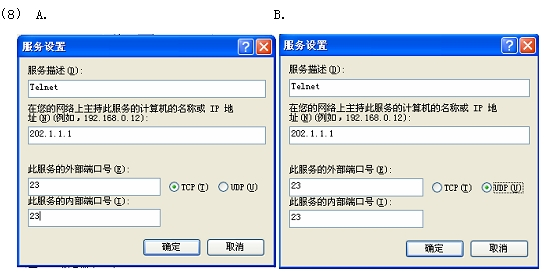 (8) A.
B.
服务设置
服务描述(D):
Telnet
在您的网络上主持此服务的计算机的名称或 IP 地
址(N)(例如，192.168.0.12):
202.1.1.1
此服务的外部端口号(E)
23
TCP(T)
UDP(U)
此服务的内部端口号(I):
23
确定
取消
服务设置
服务描述(D):
Telnet
在您的网络上主持此服务的计算机的名称或 IP 地
址(N)(例如，192.168.0.12):
202.1.1.1
此服务的外部端口号(E)
23
TCP(T)
UDP(U)
此服务的内部端口号(I):
23
确定
取消